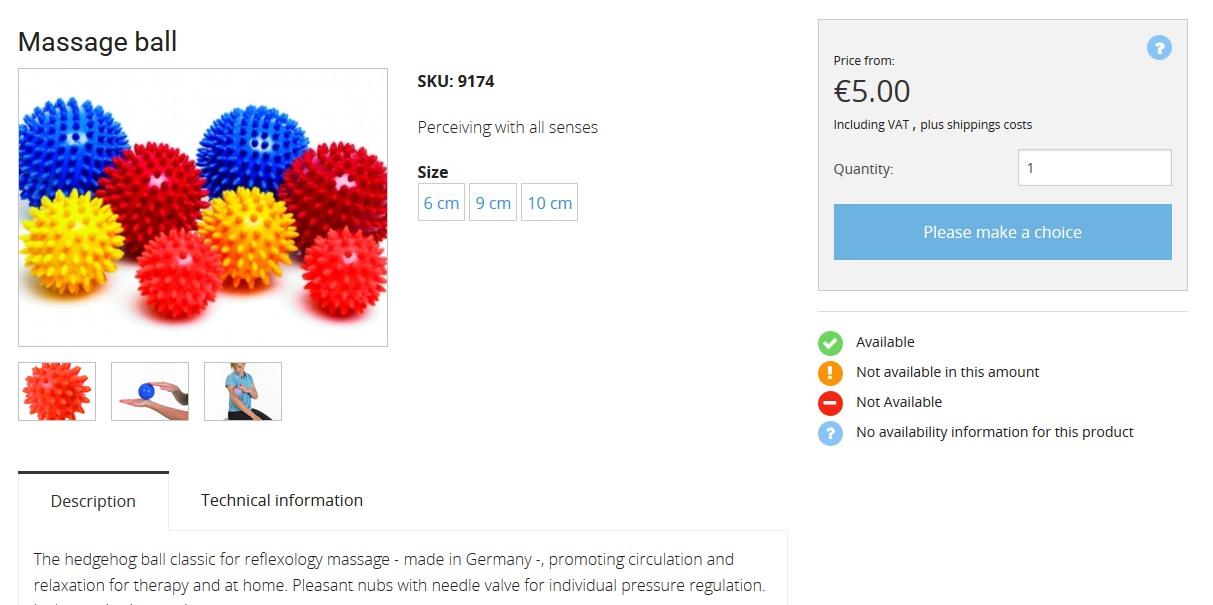 Massage ball
SKU: 9174
Perceiving with all senses
Size
6 cm 9 cm 10 cm
?
Price from:
€5.00
Including VAT , plus shippings costs
Quantity: 1
Please make a choice
Available
! Not available in this amount
Not Available
? No availability information for this product
Description Technical information
The hedgehog ball classic for reflexology massage - made in Germany -, promoting circulation and
relaxation for therapy and at home. Pleasant nubs with needle valve for individual pressure regulation.